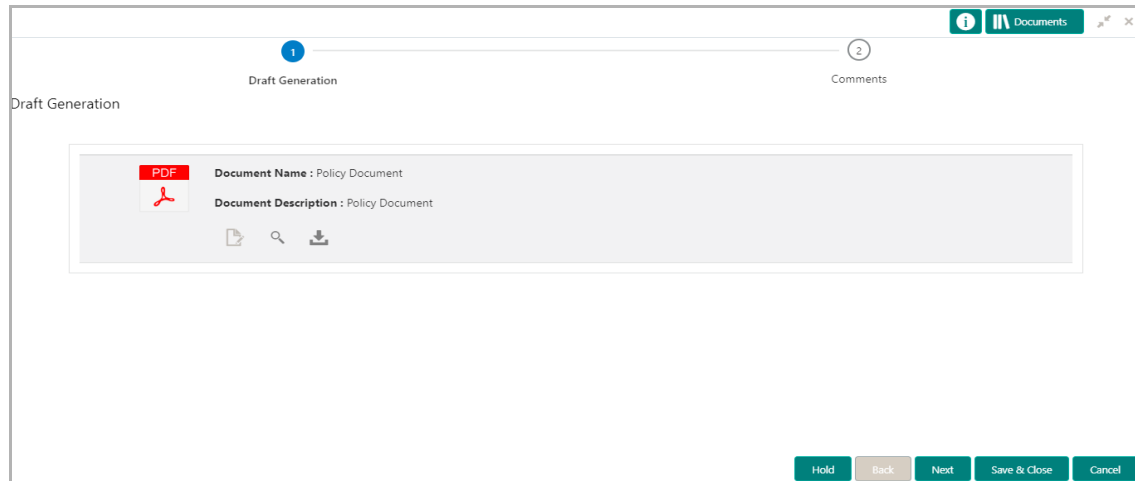 Documents
1
2
Draft Generation
Comments
Draft Generation
PDF
Document Name : Policy Document
Document Description : Policy Document
Hold Back Next Save & Close Cancel